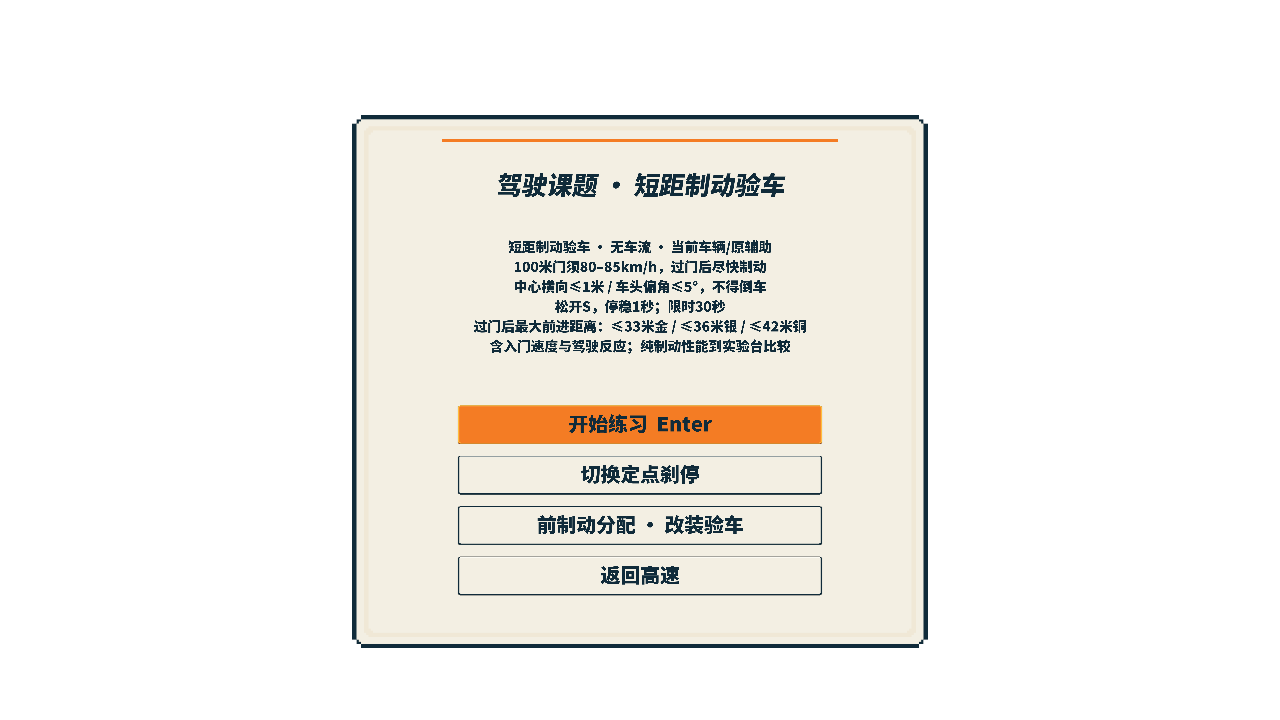 驾驶课题 · 短距制动验车
短距制动验车 · 无车流 · 当前车辆/原辅助
100米门须80–85km/h，过门后尽快制动
中心横向≤1米 / 车头偏角≤5°，不得倒车
松开S，停稳1秒；限时30秒
过门后最大前进距离：≤33米金 / ≤36米银 / ≤42米铜
含入门速度与驾驶反应；纯制动性能到实验台比较
开始练习 Enter
切换定点刹停
前制动分配 · 改装验车
返回高速